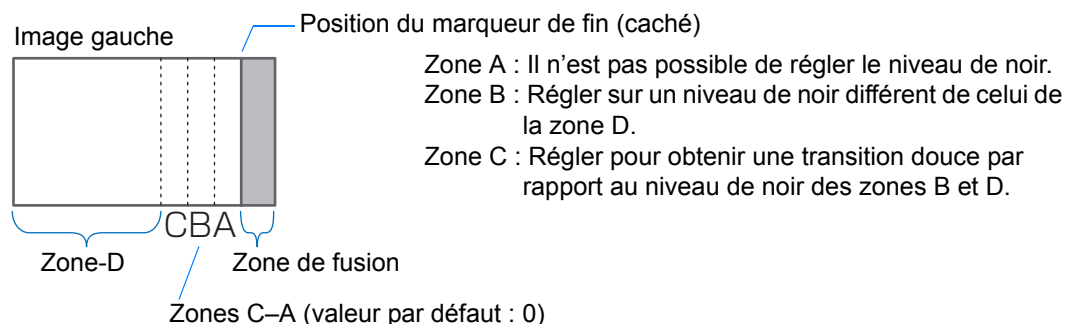 Position du marqueur de fin (caché)
Image gauche
Zone A : Il n’est pas possible de régler le niveau de noir.
Zone B : Régler sur un niveau de noir différent de celui de
la zone D.
Zone C : Régler pour obtenir une transition douce par
rapport au niveau de noir des zones B et D.
CBA
Zone-D
Zone de fusion
Zones C–A (valeur par défaut : 0)